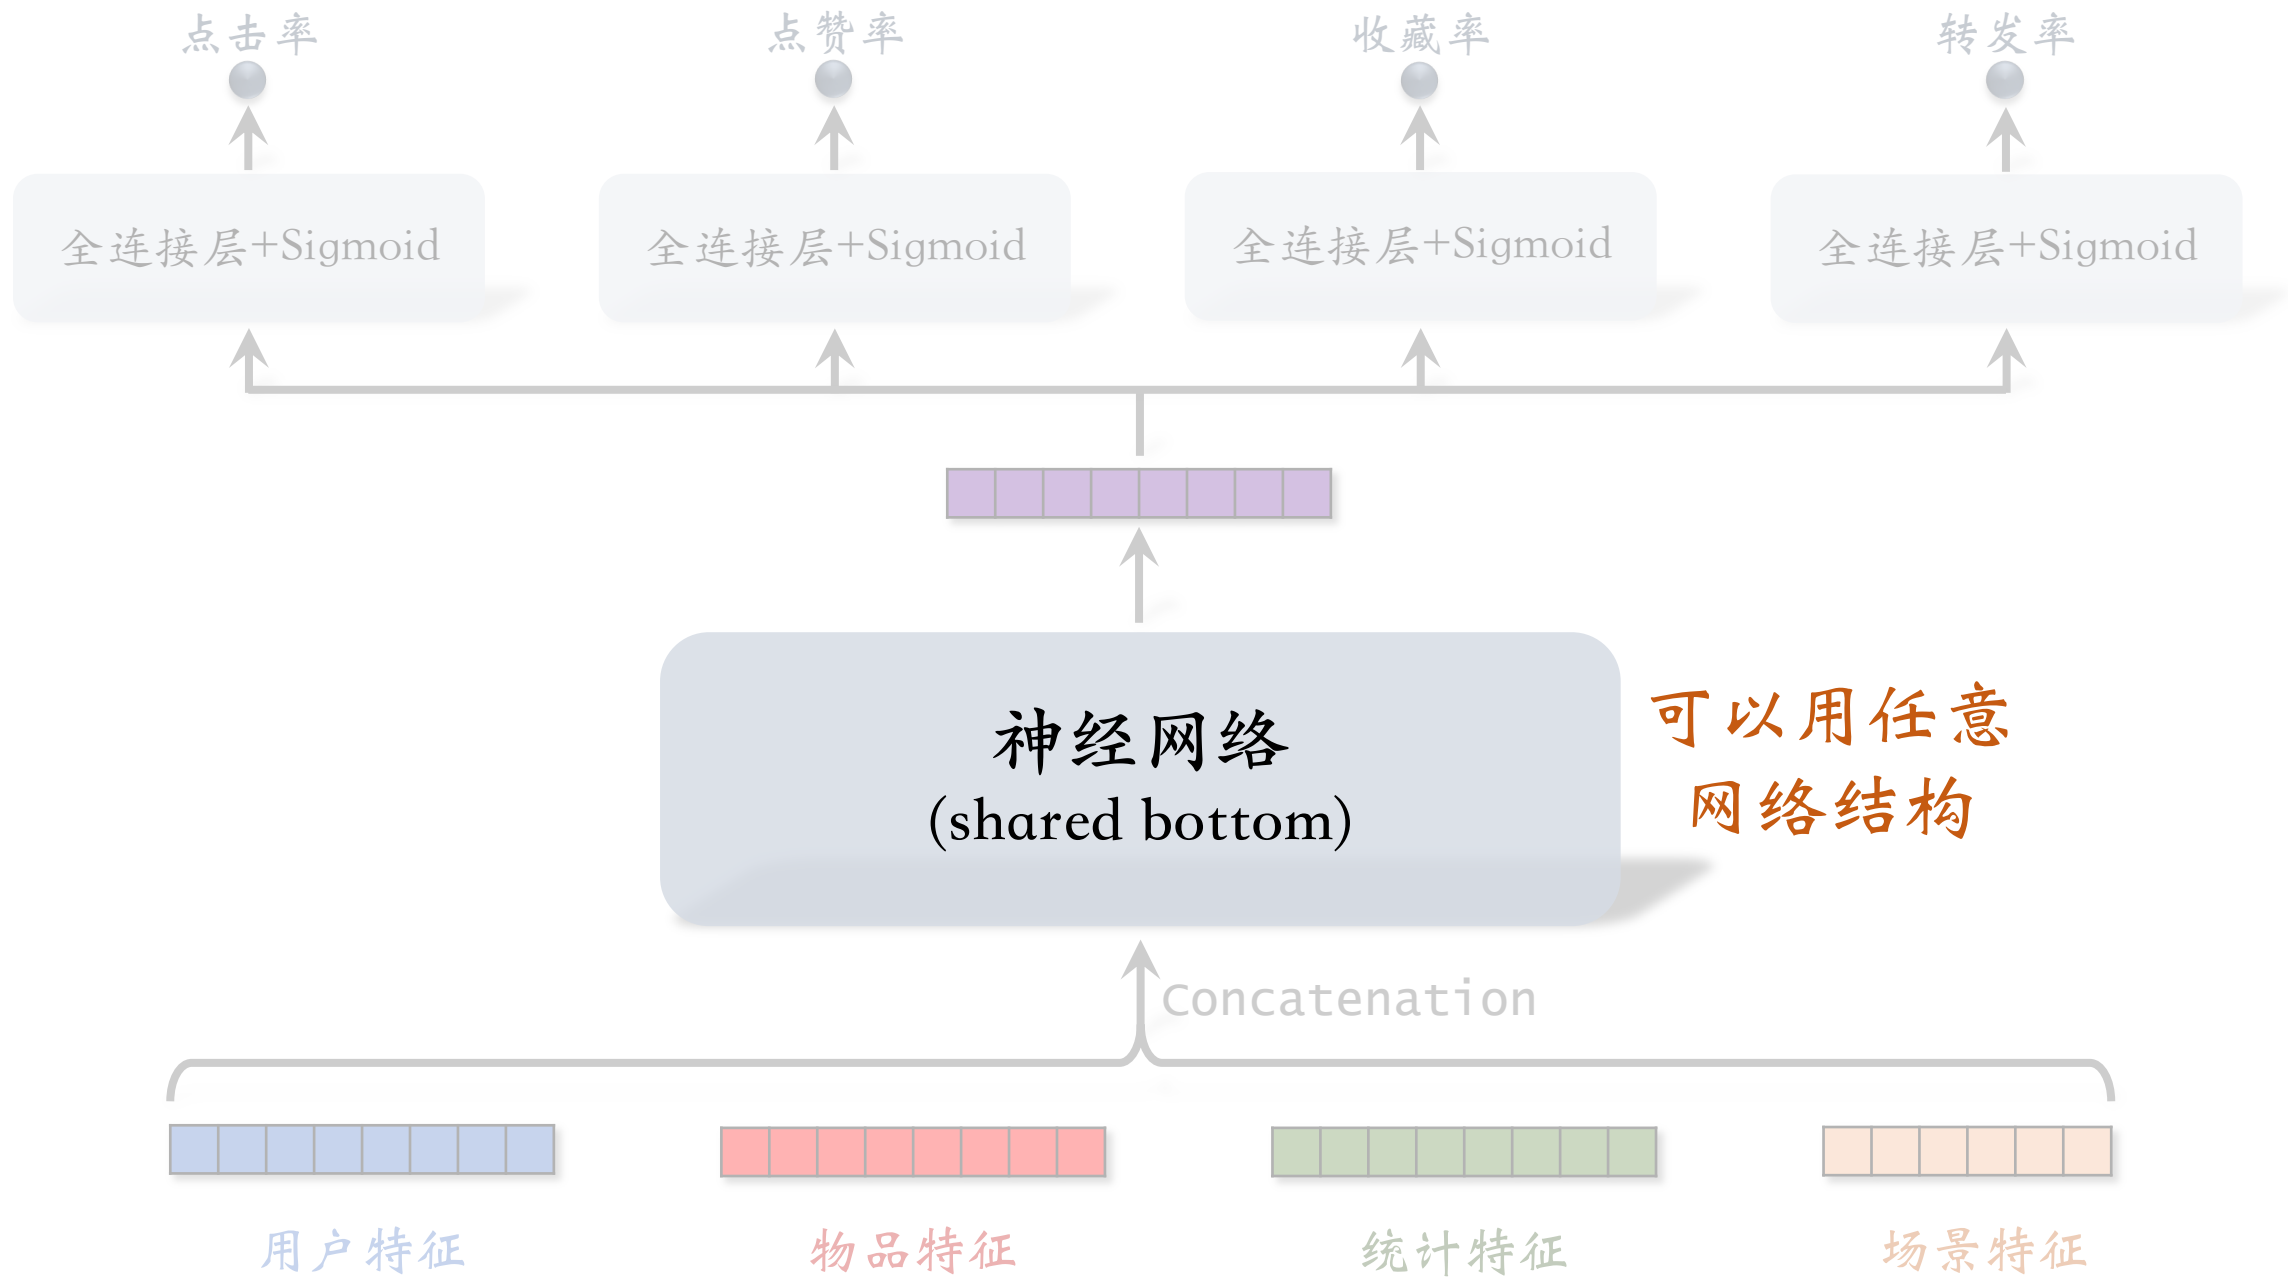 点击率
点赞率
收藏率
转发率
全连接层+Sigmoid
全连接层+Sigmoid
全连接层+Sigmoid
全连接层+Sigmoid
神经网络
(shared bottom)
可以用任意
网络结构
Concatenation
用户特征
物品特征
统计特征
场景特征